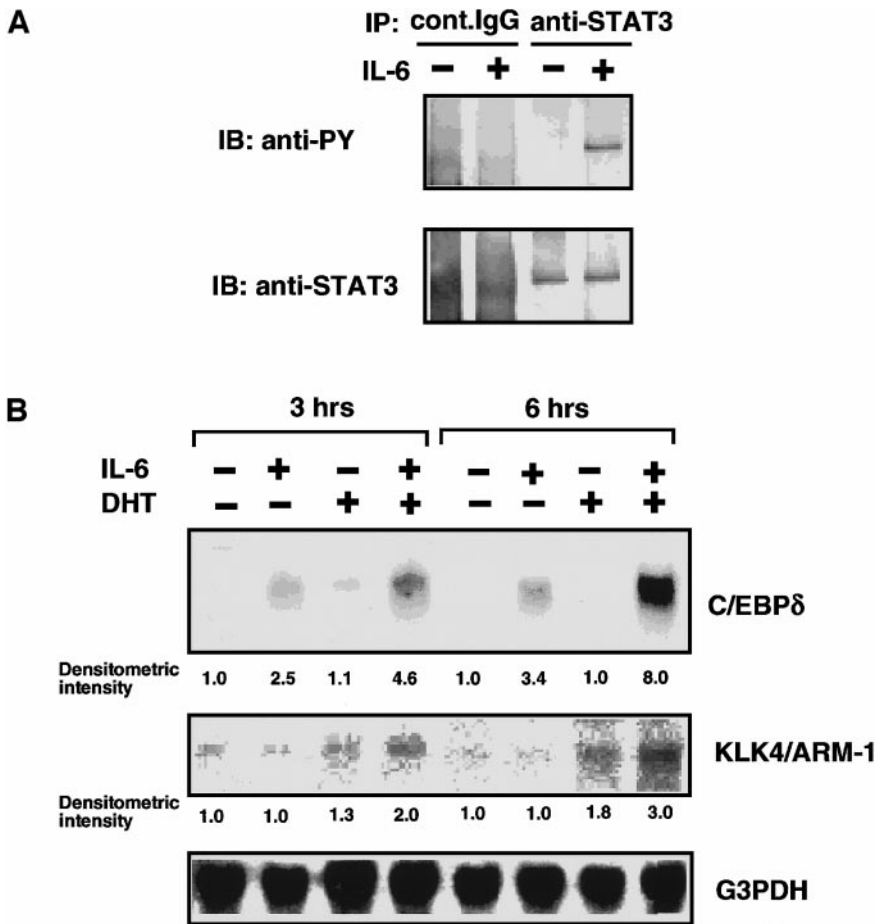 A
IP: cont.IgG anti-STAT3
IL-6 − + − +
IB: anti-PY
IB: anti-STAT3
B
3 hrs 6 hrs
IL-6 − + − + − + − +
DHT − − + + − − + +
C/EBPδ
Densitometric
intensity 1.0 2.5 1.1 4.6 1.0 3.4 1.0 8.0
KLK4/ARM-1
Densitometric
intensity 1.0 1.0 1.3 2.0 1.0 1.0 1.8 3.0
G3PDH